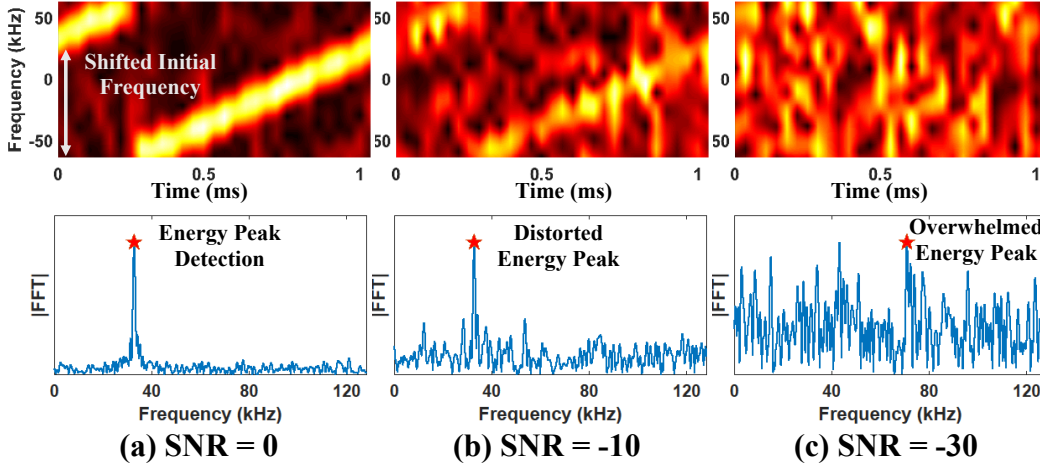 Frequency (kHz)
50
0
-50
Shifted Initial
Frequency
0
0.5
1
Time (ms)
50
0
-50
0
0.5
1
Time (ms)
50
0
-50
0
0.5
1
Time (ms)
|FFT|
Energy Peak
Detection
0
40
80
120
Frequency (kHz)
|FFT|
Distorted
Energy Peak
0
40
80
120
Frequency (kHz)
|FFT|
Overwhelmed
Energy Peak
0
40
80
120
Frequency (kHz)
(a) SNR = 0
(b) SNR = -10
(c) SNR = -30